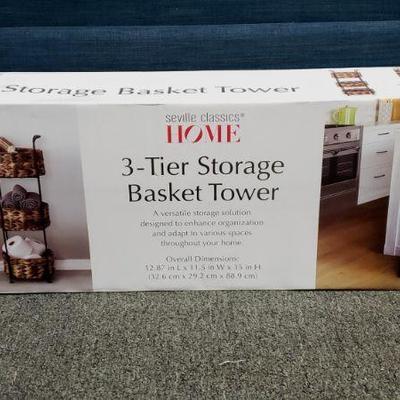 Storage Basket Tower
seville classics®
HOME
3-Tier Storage
Basket Tower
A versatile storage solution
designed to enhance organization
and adapt in various spaces
throughout your home.
Overall Dimensions:
12.87 in L x 11.5 in W x 35 in H
(32.6 cm x 29.2 cm x 88.9 cm)